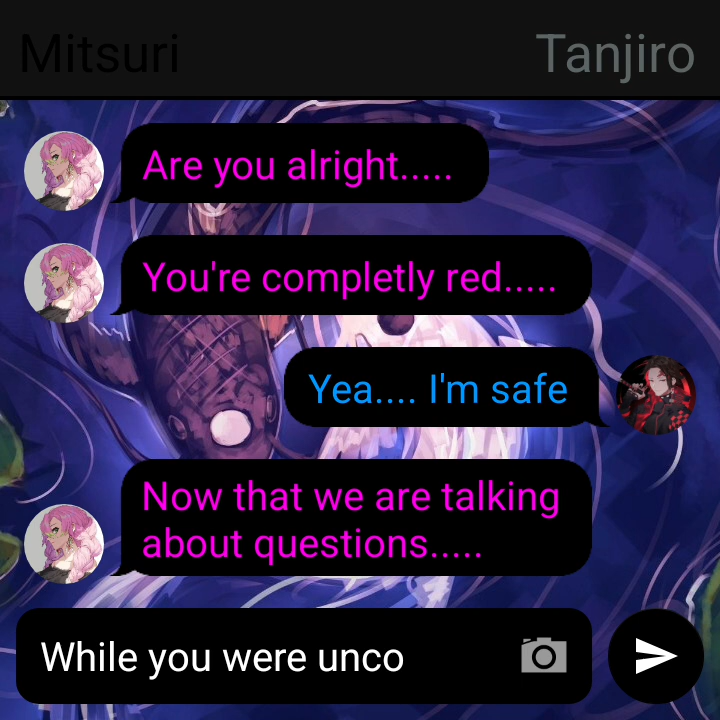 Mitsuri
Tanjiro
Are you alright.....
You're completly red.....
Yea.... I'm safe
Now that we are talking
about questions.....
While you were unco